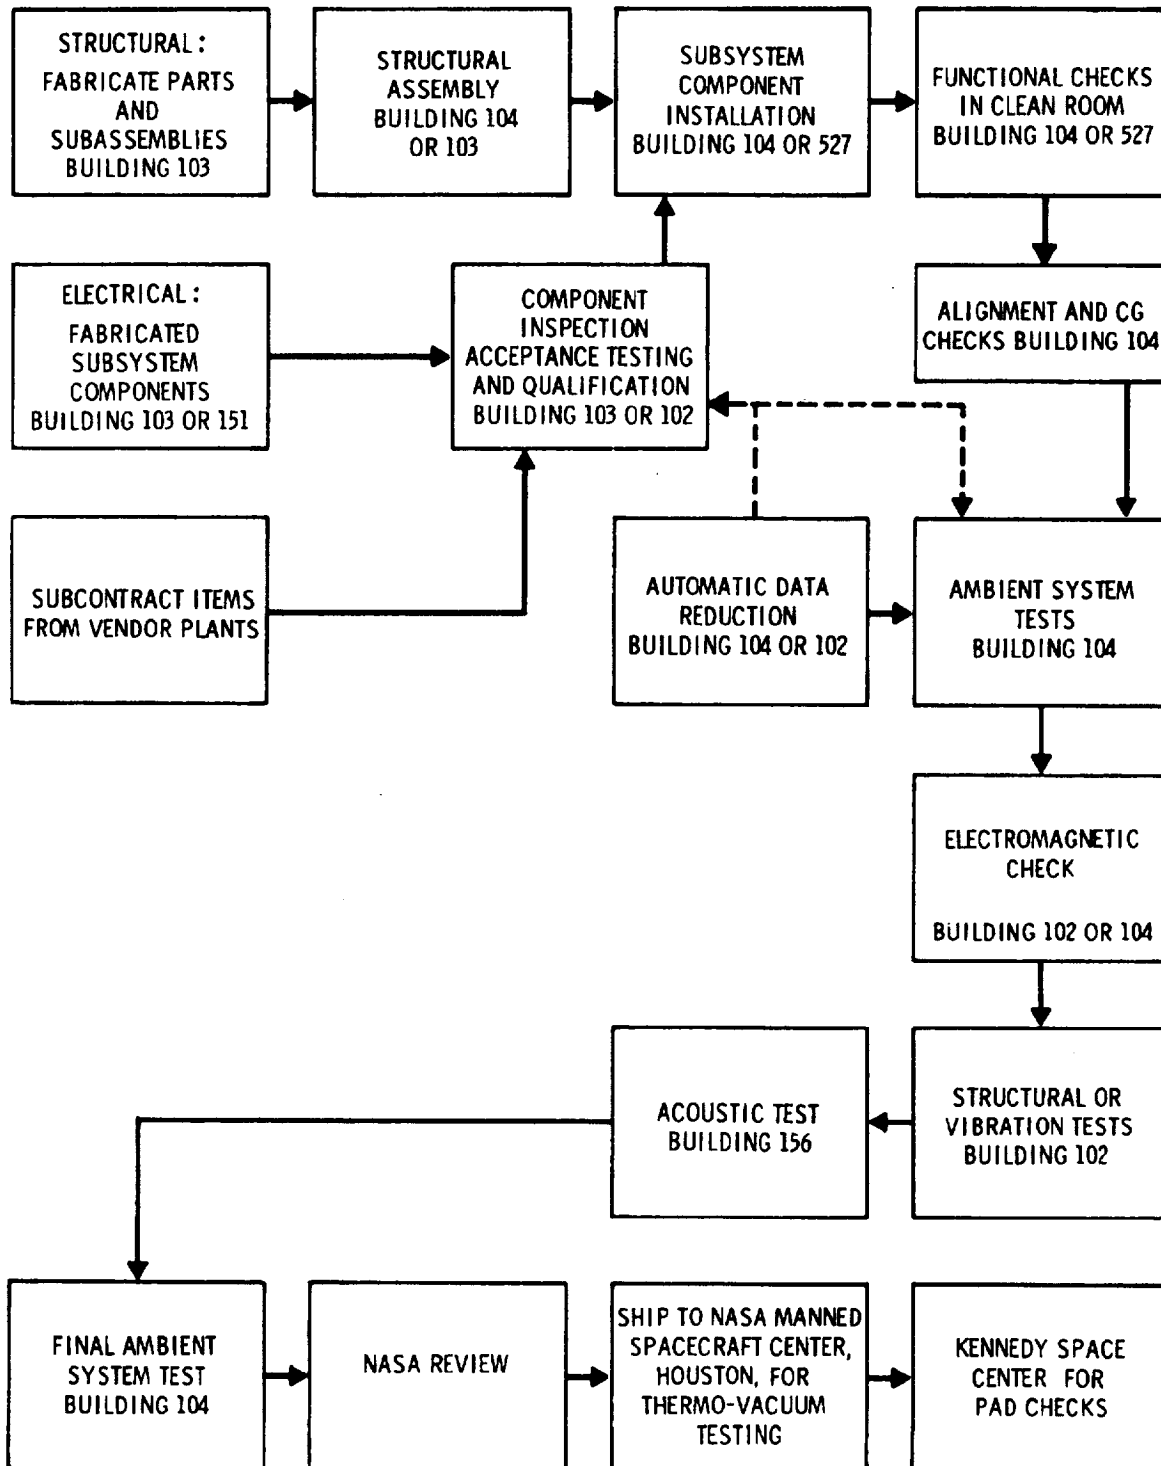 STRUCTURAL:
FABRICATE PARTS
AND
SUBASSEMBLIES
BUILDING 103
STRUCTURAL
ASSEMBLY
BUILDING 104
OR 103
SUBSYSTEM
COMPONENT
INSTALLATION
BUILDING 104 OR 527
FUNCTIONAL CHECKS
IN CLEAN ROOM
BUILDING 104 OR 527
ELECTRICAL:
FABRICATED
SUBSYSTEM
COMPONENTS
BUILDING 103 OR 151
COMPONENT
INSPECTION
ACCEPTANCE TESTING
AND QUALIFICATION
BUILDING 103 OR 102
ALIGNMENT AND CG
CHECKS BUILDING 104
SUBCONTRACT ITEMS
FROM VENDOR PLANTS
AUTOMATIC DATA
REDUCTION
BUILDING 104 OR 102
AMBIENT SYSTEM
TESTS
BUILDING 104
ELECTROMAGNETIC
CHECK
BUILDING 102 OR 104
STRUCTURAL OR
VIBRATION TESTS
BUILDING 102
ACOUSTIC TEST
BUILDING 156
FINAL AMBIENT
SYSTEM TEST
BUILDING 104
NASA REVIEW
SHIP TO NASA MANNED
SPACECRAFT CENTER,
HOUSTON, FOR
THERMO-VACUUM
TESTING
KENNEDY SPACE
CENTER FOR
PAD CHECKS